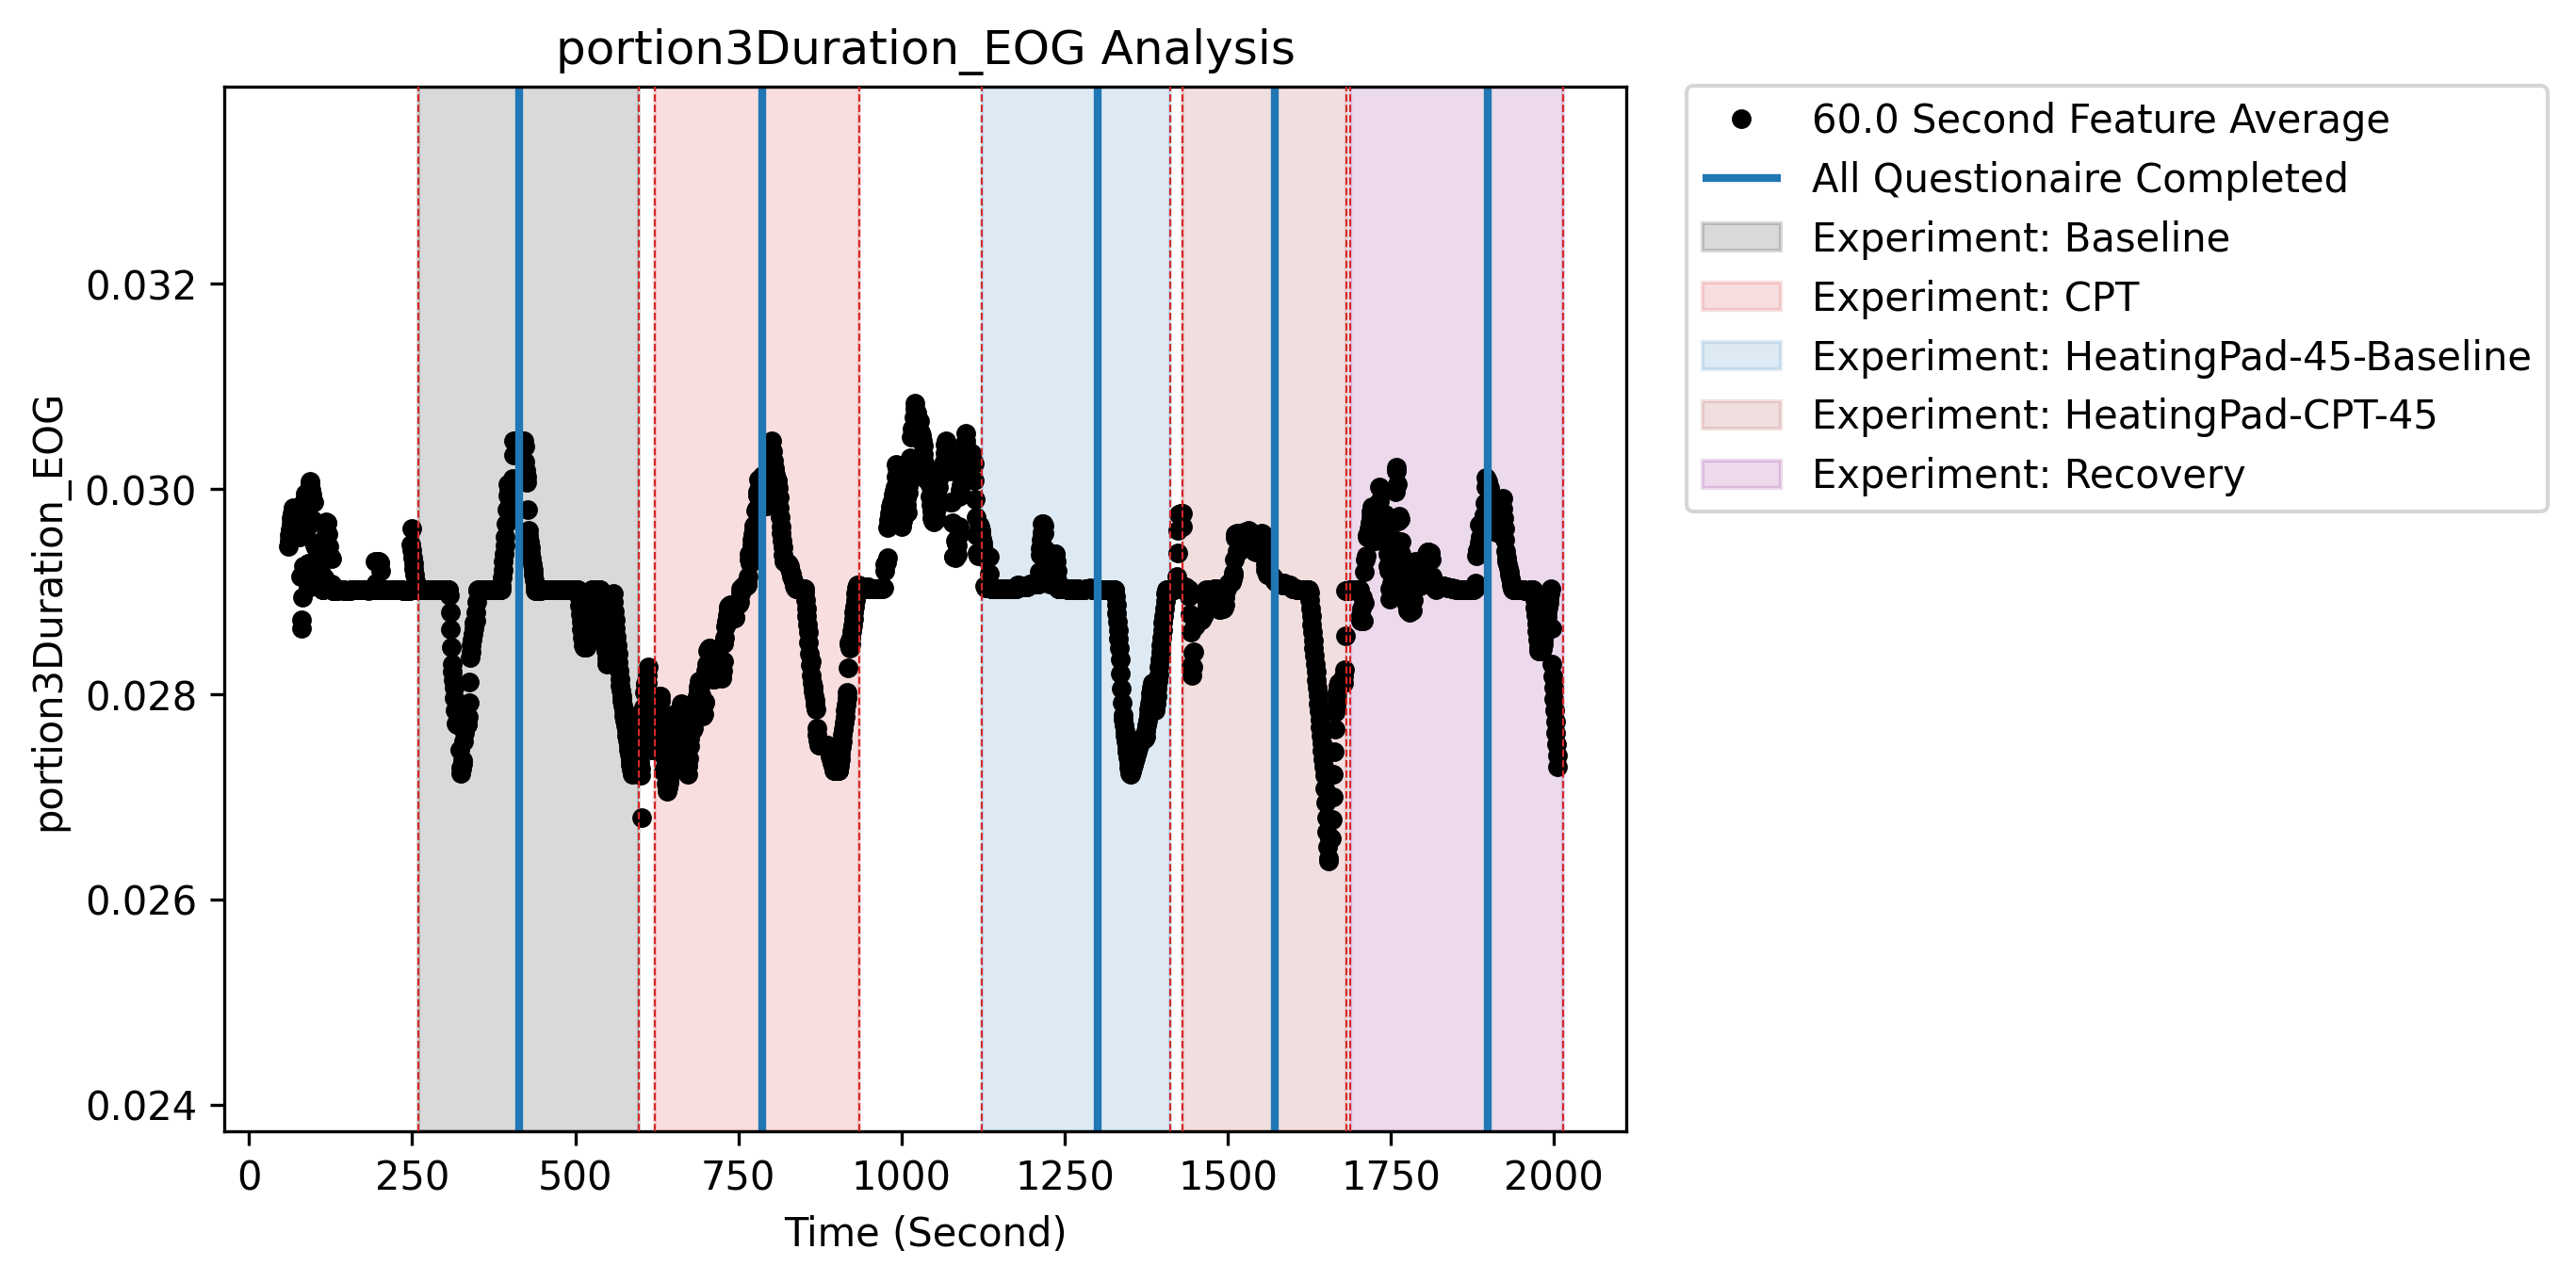 portion3Duration_EOG Analysis
portion3Duration_EOG
0.032
0.030
0.028
0.026
0.024
0 250 500 750 1000 1250 1500 1750 2000
Time (Second)
60.0 Second Feature Average
All Questionaire Completed
Experiment: Baseline
Experiment: CPT
Experiment: HeatingPad-45-Baseline
Experiment: HeatingPad-CPT-45
Experiment: Recovery